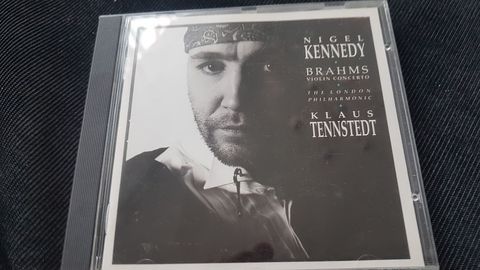 NIGEL
KENNEDY
BRAHMS
VIOLIN CONCERTO
THE LONDON
PHILHARMONIC
KLAUS
TENNSTEDT